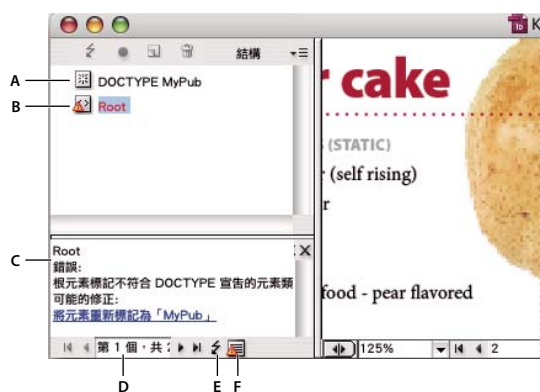 K
結構
A
DOCTYPE MyPub
B
Root
r cake
(STATIC)
(self rising)
r
food - pear flavored
C
Root
錯誤:
根元素標記不符合 DOCTYPE 宣告的元素類
可能的修正:
將元素重新標記為「MyPub」
第 1 個,共
125%
2
D
E
F